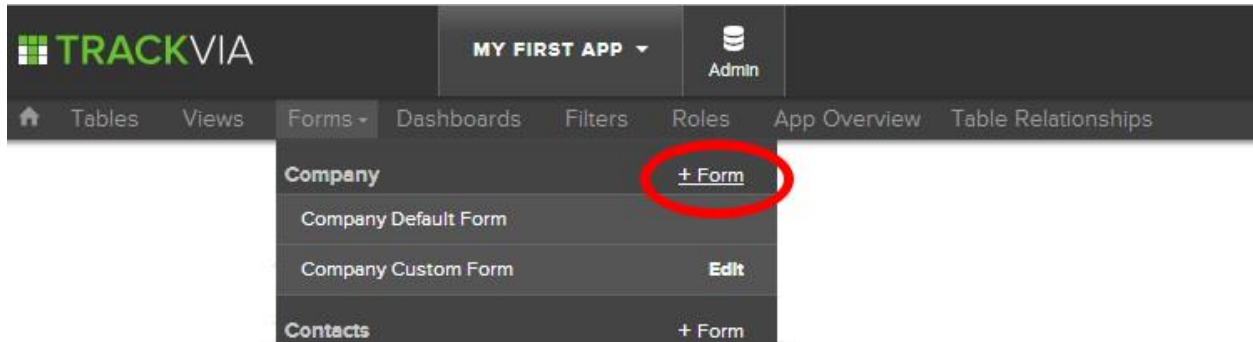 TRACKVIA MY FIRST APP Admin
Tables Views Forms Dashboards Filters Roles App Overview Table Relationships
Company + Form
Company Default Form
Company Custom Form Edit
Contacts + Form